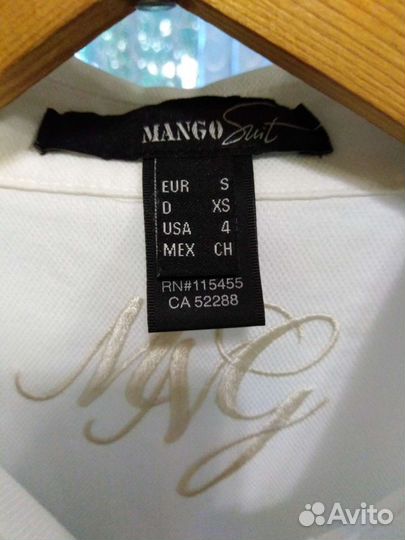 MANGO Suit
EUR S
D XS
USA 4
MEX CH
RN#115455
CA 52288
MNG
Avito